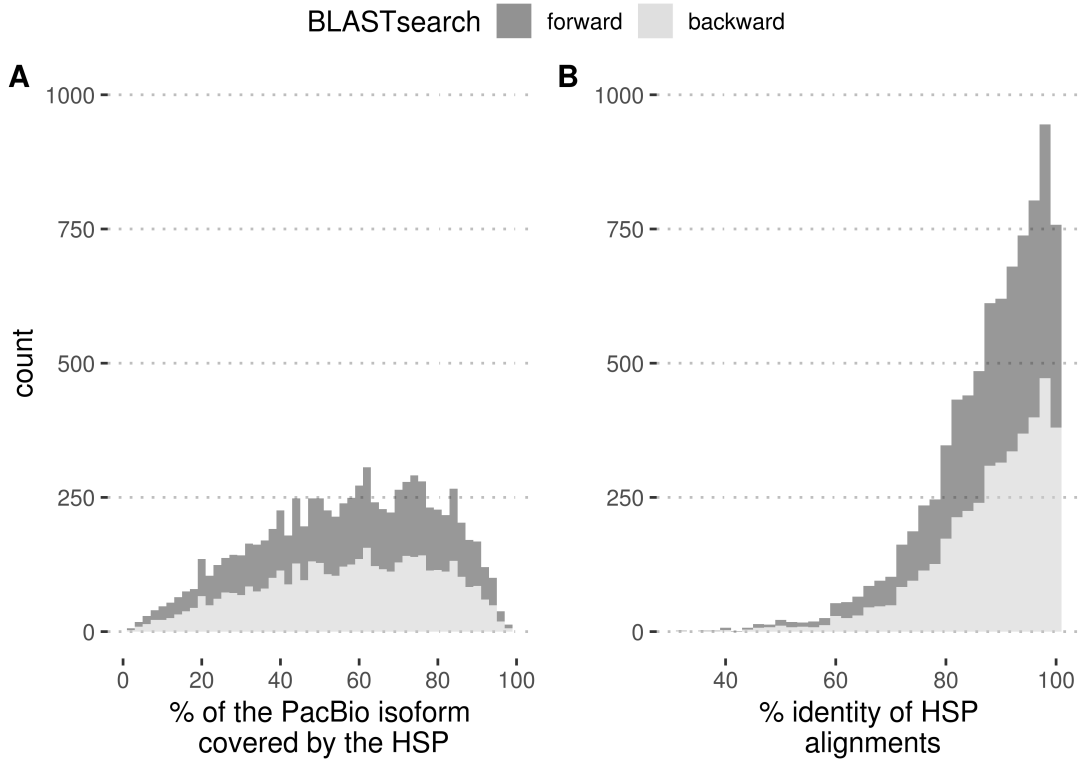 BLASTsearch forward backward
A
B
1000
750
500
250
0
count
0 20 40 60 80 100
% of the PacBio isoform
covered by the HSP
1000
750
500
250
0
40 60 80 100
% identity of HSP
alignments